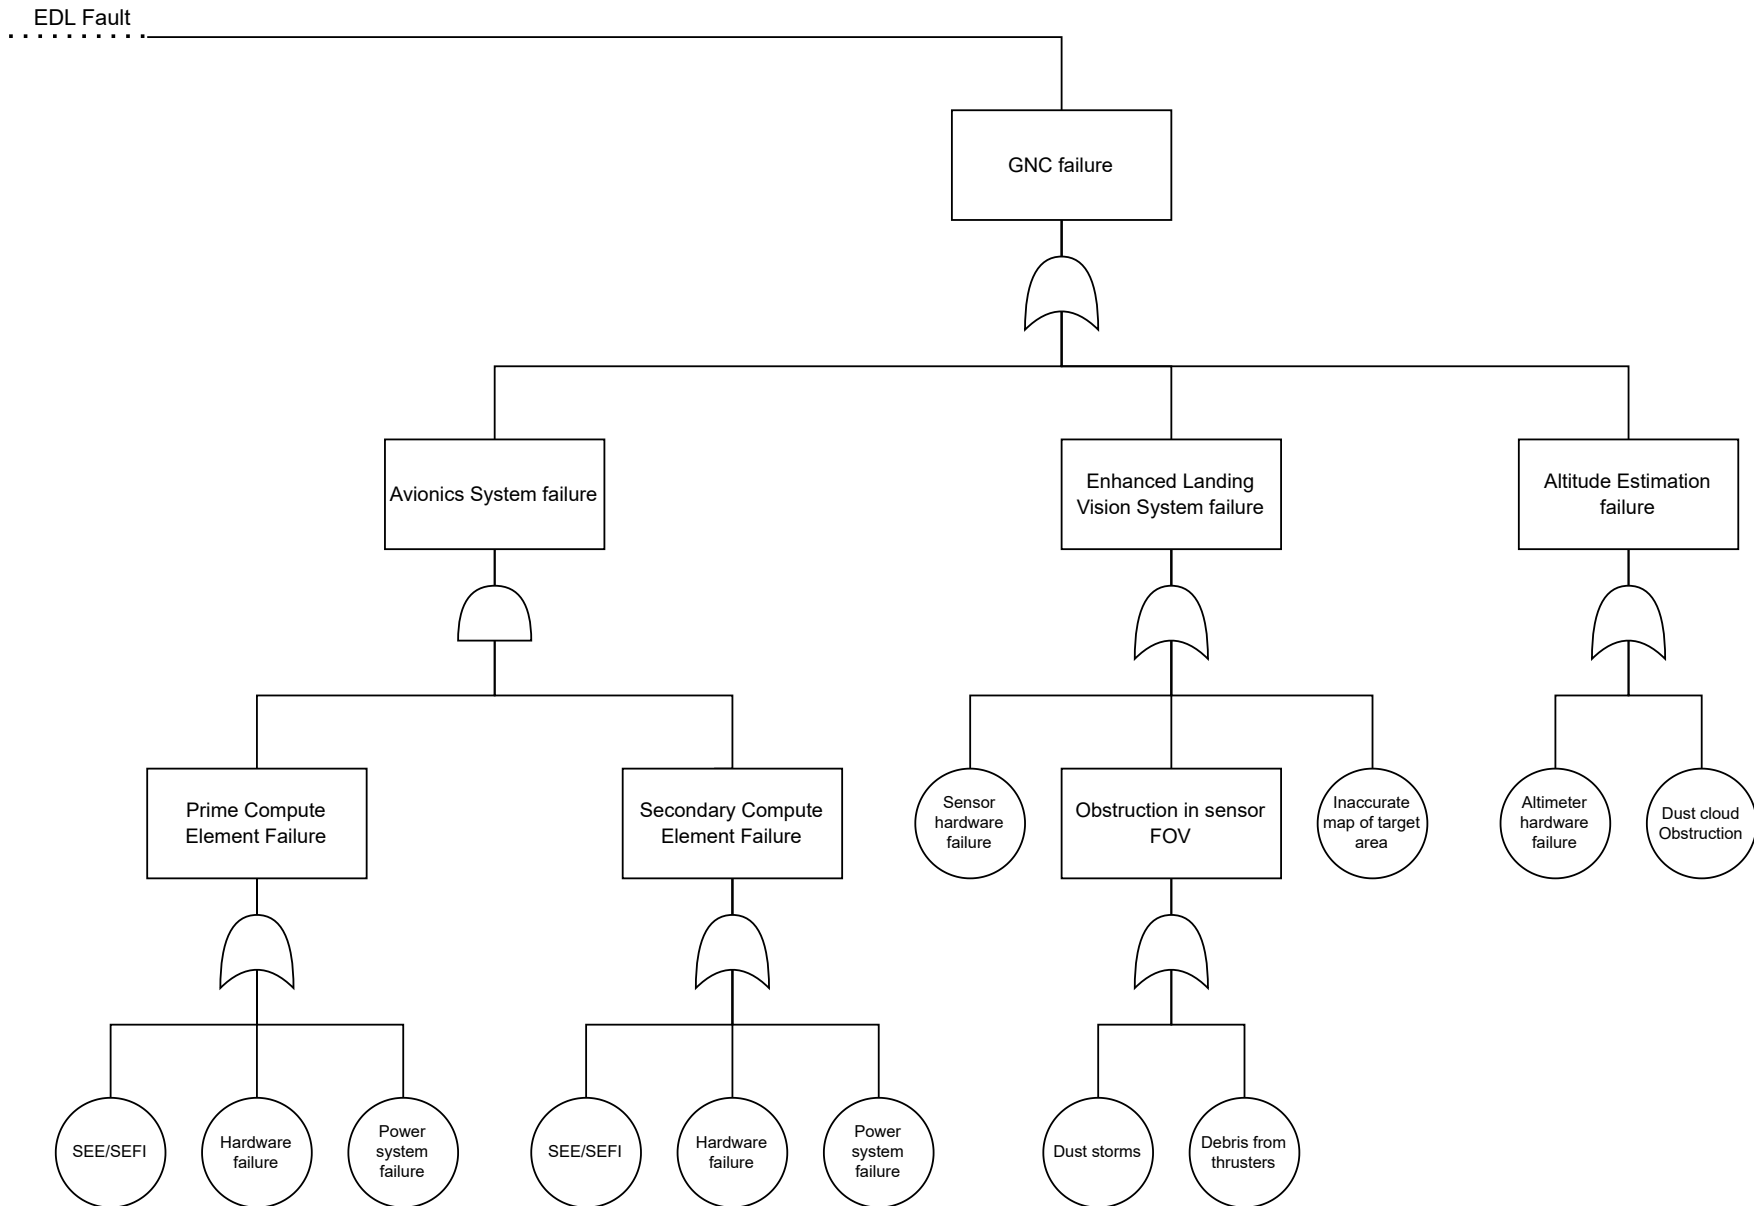 EDL Fault
GNC failure
Avionics System failure
Enhanced Landing
Vision System failure
Altitude Estimation
failure
Prime Compute
Element Failure
Secondary Compute
Element Failure
Sensor
hardware
failure
Obstruction in sensor
FOV
Inaccurate
map of target
area
Altimeter
hardware
failure
Dust cloud
Obstruction
SEE/SEFI
Hardware
failure
Power
system
failure
SEE/SEFI
Hardware
failure
Power
system
failure
Dust storms
Debris from
thrusters